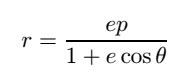 r = \frac{ep}{1 + e \cos \theta}